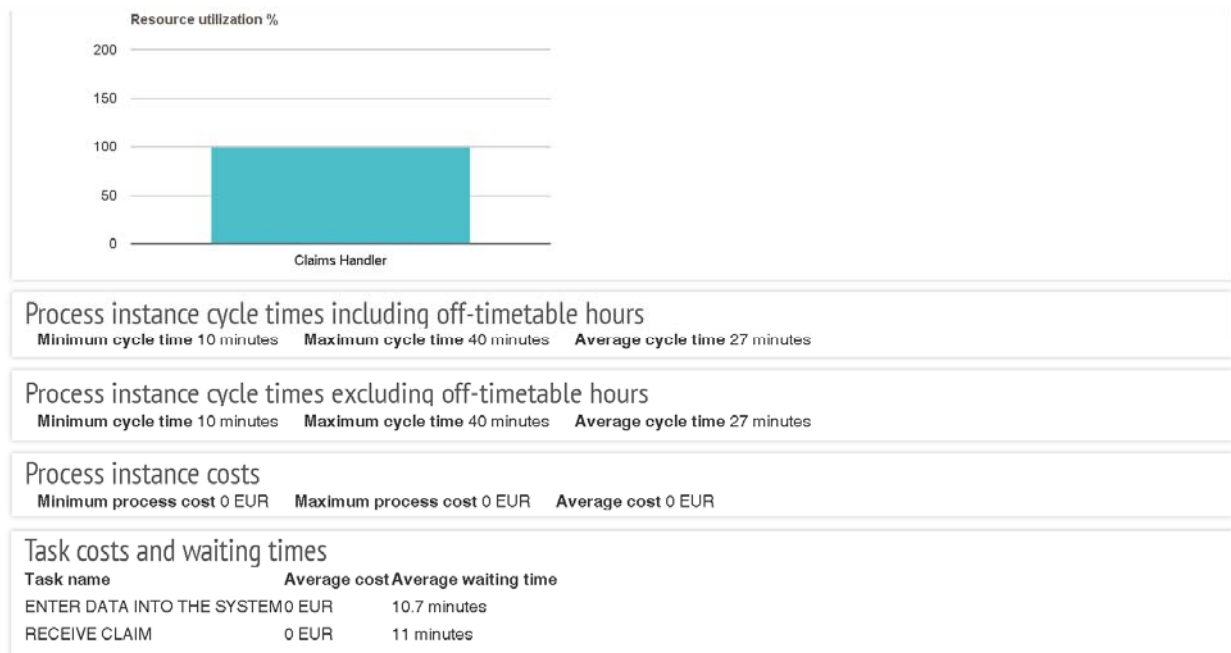 Resource utilization %
200
150
100
50
0
Claims Handler
Process instance cycle times including off-timetable hours
Minimum cycle time 10 minutes Maximum cycle time 40 minutes Average cycle time 27 minutes
Process instance cycle times excluding off-timetable hours
Minimum cycle time 10 minutes Maximum cycle time 40 minutes Average cycle time 27 minutes
Process instance costs
Minimum process cost 0 EUR Maximum process cost 0 EUR Average cost 0 EUR
Task costs and waiting times
Task name Average cost Average waiting time
ENTER DATA INTO THE SYSTEM 0 EUR 10.7 minutes
RECEIVE CLAIM 0 EUR 11 minutes